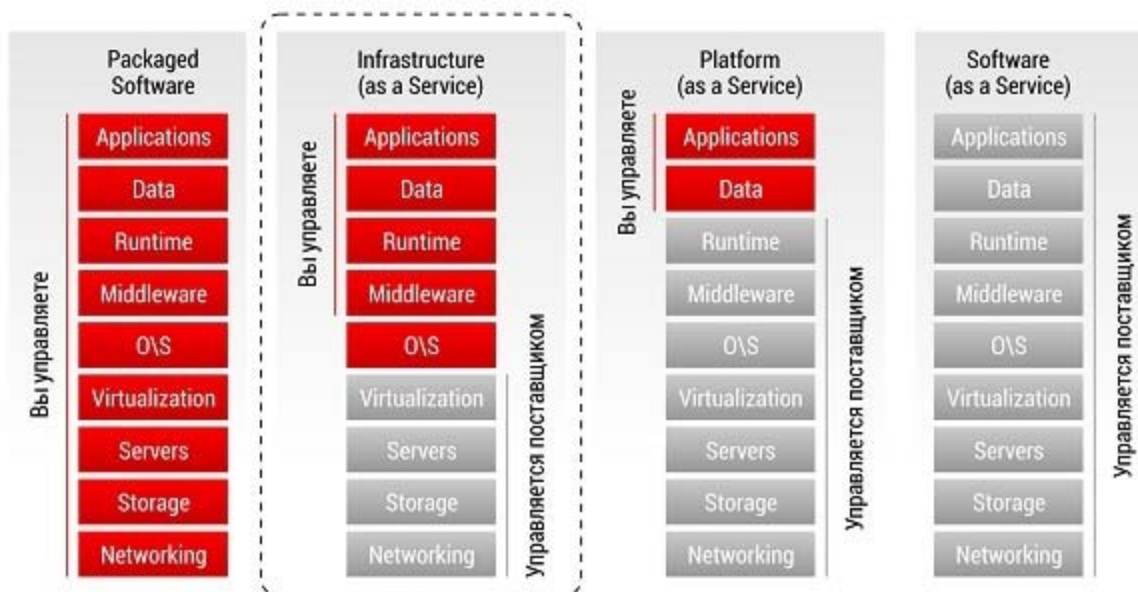 Packaged
Software
Вы управляете
Applications
Data
Runtime
Middleware
O\S
Virtualization
Servers
Storage
Networking
Infrastructure
(as a Service)
Вы управляете
Applications
Data
Runtime
Middleware
O\S
Virtualization
Servers
Storage
Networking
Управляется поставщиком
Platform
(as a Service)
Вы управляете
Applications
Data
Runtime
Middleware
O\S
Virtualization
Servers
Storage
Networking
Управляется поставщиком
Software
(as a Service)
Applications
Data
Runtime
Middleware
O\S
Virtualization
Servers
Storage
Networking
Управляется поставщиком